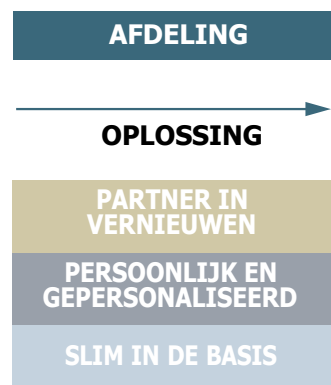 AFDELING
OPLOSSING
PARTNER IN
VERNIEUWEN
PERSOONLIJK EN
GEPERSONALISEERD
SLIM IN DE BASIS